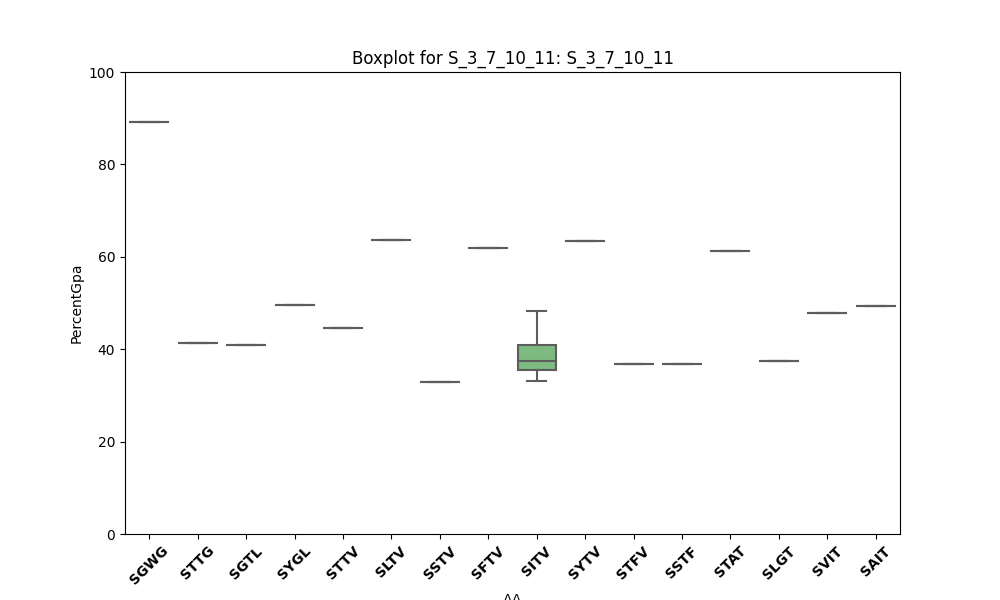 Boxplot for S_3_7_10_11: S_3_7_10_11
PercentGpa
100
80
60
40
20
0
SGWG STTG SGTL SYGL STTV SLTV SSTV SFTV SITV SYTV STFV SSTF STAT SLGT SVIT SAIT
AA